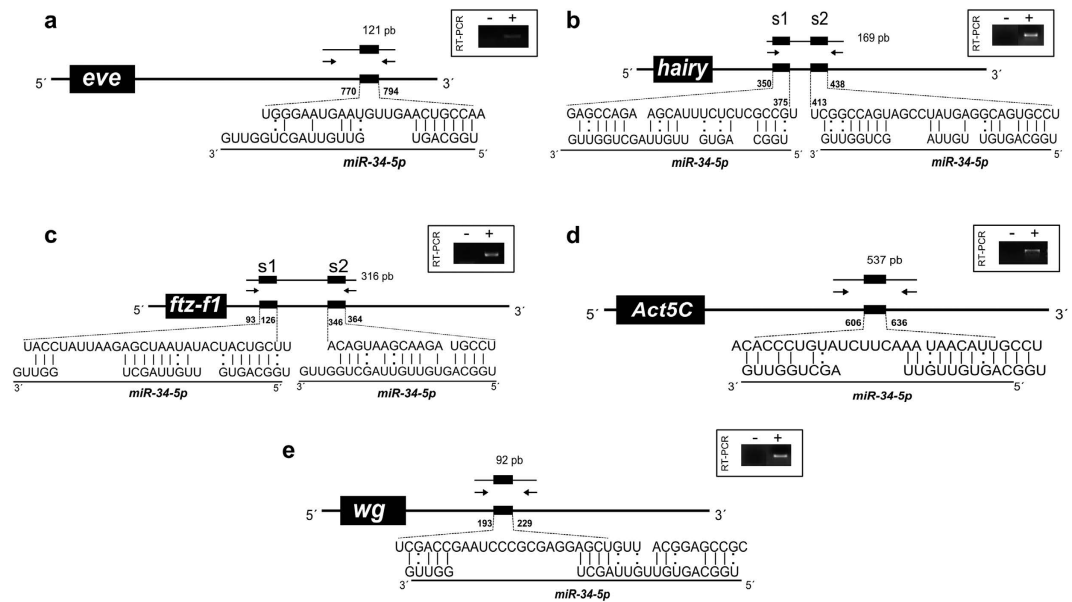 a
121 pb
RT-PCR
- +
5´ eve 3´
770 794
UGGGAAUGAAUGUUGAACUGCCAA
GUUGGUCGAUUGUUG UGACGGU
3´ 5´
miR-34-5p
b
s1 s2
169 pb
RT-PCR
- +
5´ hairy 3´
350 438
375 413
GAGCCAGA AGCAUUUCUCUCGCCGU
GUUGGUCGAUUGUU GUGA CGGU
3´ 5´
miR-34-5p
UCGGCCAGUAGCCUAUGAGGCAGUGCCU
GUUGGUCG AUUGU UGUGACGGU
3´ 5´
miR-34-5p
c
s1 s2
316 pb
RT-PCR
- +
5´ ftz-f1 3´
93 126 346 364
UACCUAUUAAGAGCUAAUAUACUACUGCUU
GUUGG UCGAUUGUU GUGACGGU
3´ 5´
miR-34-5p
ACAGUAAGCAAGA UGCCU
GUUGGUCGAUUGUUGUGACGGU
3´ 5´
miR-34-5p
d
537 pb
RT-PCR
- +
5´ Act5C 3´
606 636
ACACCCUGUAUCUUCAAA UAACAUUGCCU
GUUGGUCGA UUGUUGUGACGGU
3´ 5´
miR-34-5p
e
92 pb
RT-PCR
- +
5´ wg 3´
193 229
UCGACCGAAUCCCGCGAGGAGCUGUU ACGGAGCCGC
GUUGG UCGAUUGUUGUGACGGU
3´ 5´
miR-34-5p